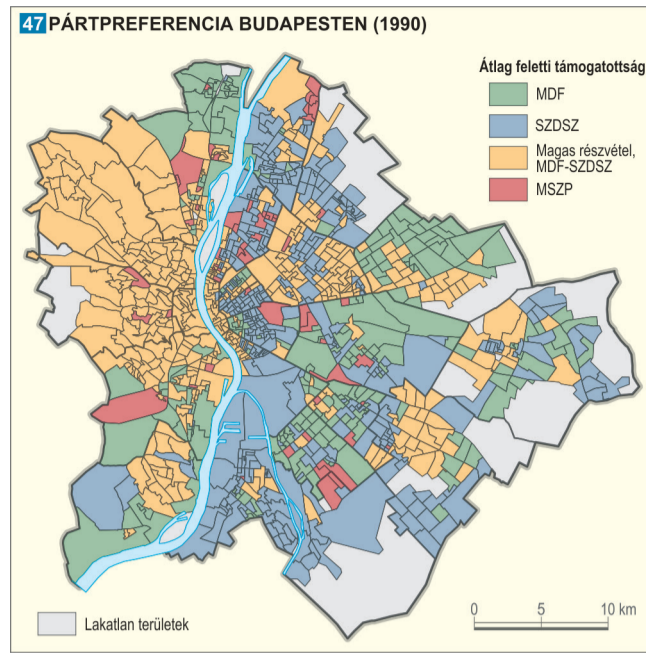 47 PÁRTPREFERENCIA BUDAPESTEN (1990)
Átlag feletti támogatottság
MDF
SZDSZ
Magas részvétel,
MDF-SZDSZ
MSZP
Lakatlan területek
0 5 10 km